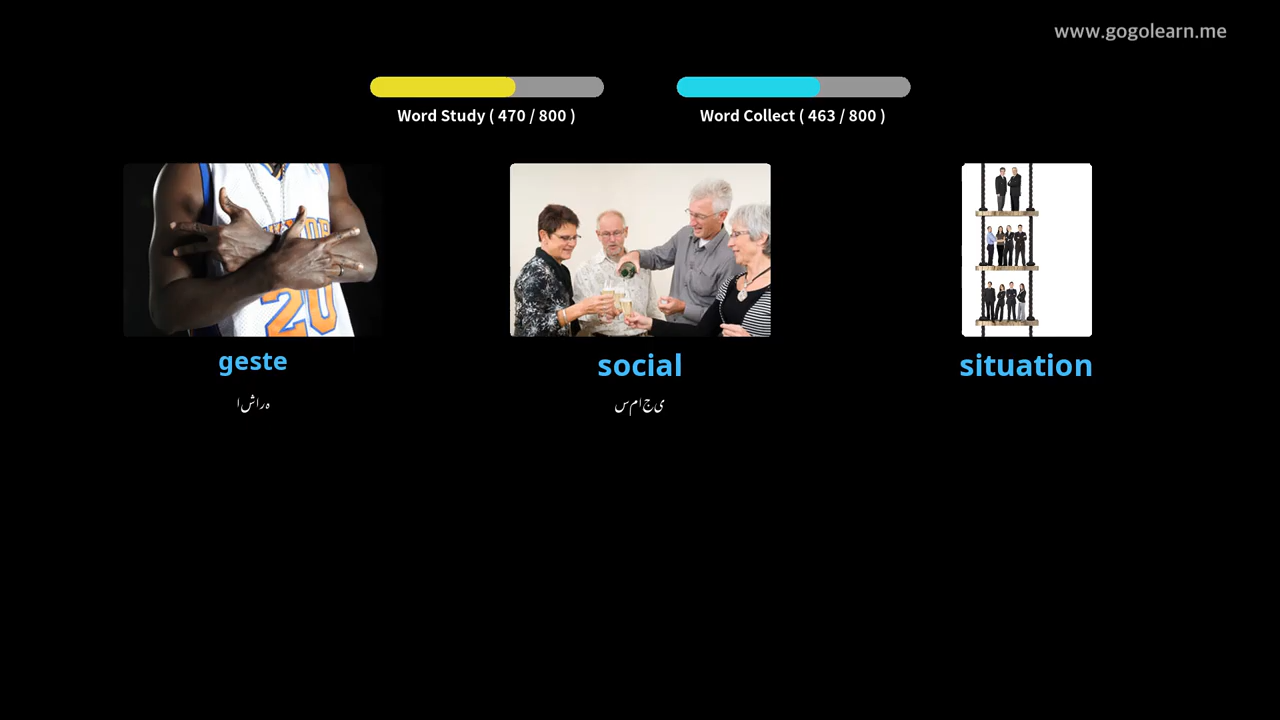 www.gogolearn.me
Word Study ( 470 / 800 )
Word Collect ( 463 / 800 )
20
geste
social
situation
اشارہ
سماجی